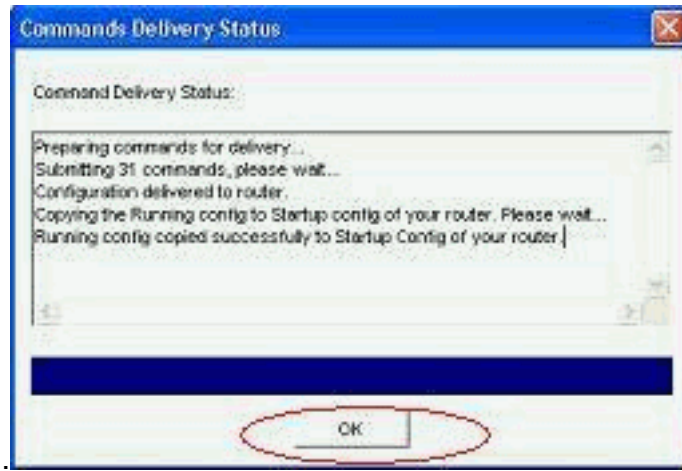 Commands Delivery Status
Command Delivery Status:
Preparing commands for delivery...
Submitting 31 commands, please wait...
Configuration delivered to router.
Copying the Running config to Startup config of your router. Please wait...
Running config copied successfully to Startup Config of your router.
OK
.